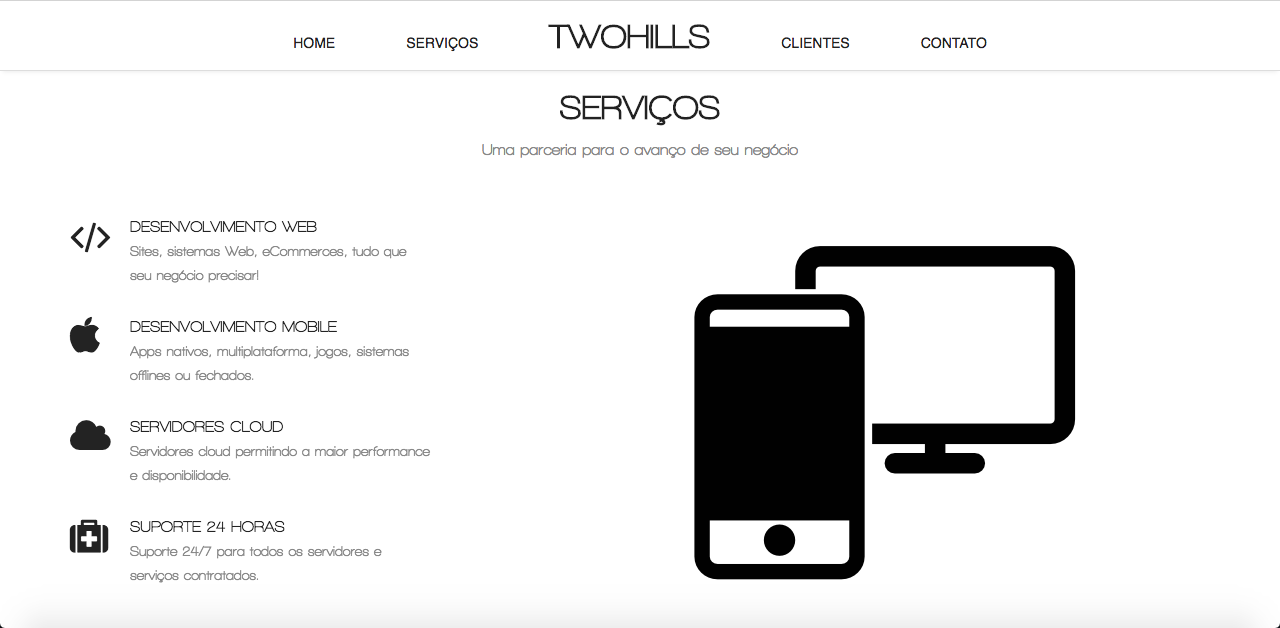 HOME
SERVIÇOS
TWOHILLS
CLIENTES
CONTATO
SERVIÇOS
Uma parceria para o avanço de seu negócio
DESENVOLVIMENTO WEB
Sites, sistemas Web, eCommerces, tudo que
seu negócio precisar!
DESENVOLVIMENTO MOBILE
Apps nativos, multiplataforma, jogos, sistemas
offlines ou fechados.
SERVIDORES CLOUD
Servidores cloud permitindo a maior performance
e disponibilidade.
SUPORTE 24 HORAS
Suporte 24/7 para todos os servidores e
serviços contratados.